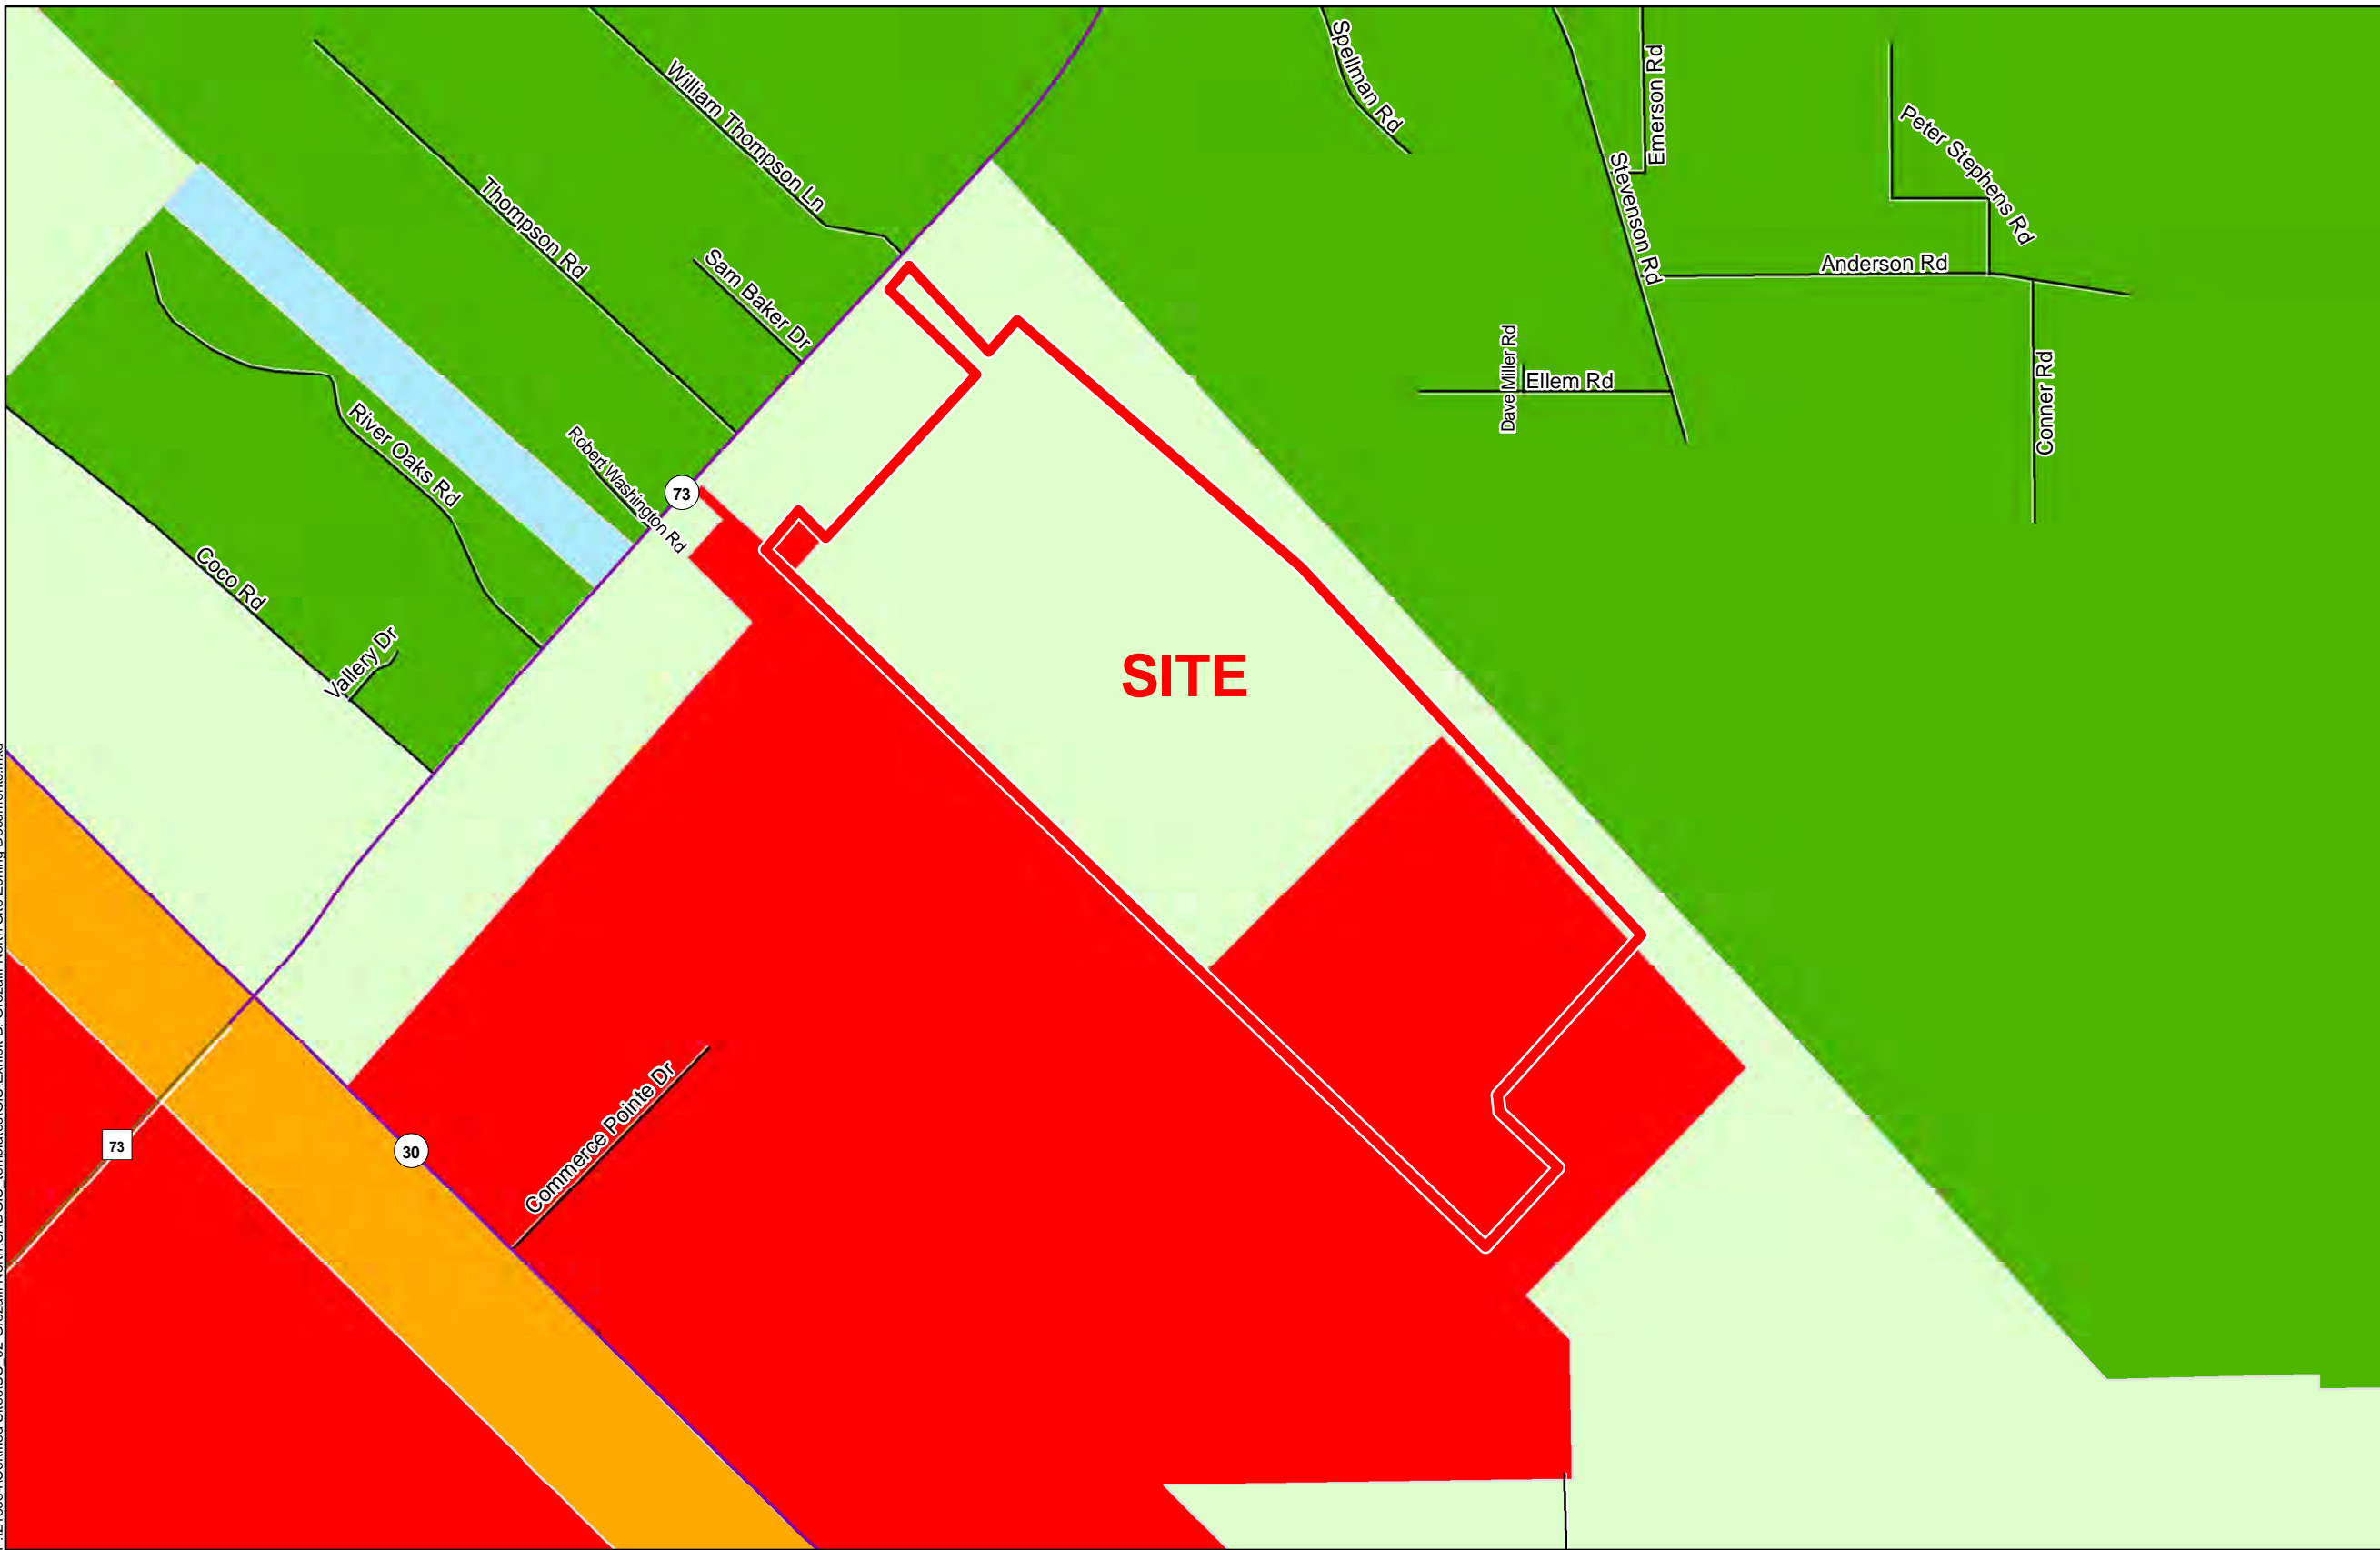 Spellman Rd
William Thompson Ln
Emerson Rd
Peter Stephens Rd
Stevenson Rd
Thompson Rd
Sam Baker Dr
Anderson Rd
Dave Miller Rd
Ellem Rd
Conner Rd
River Oaks Rd
Robert Washington Rd
73
Coco Rd
Vallery Dr
SITE
Commerce Pointe Dr
73
30